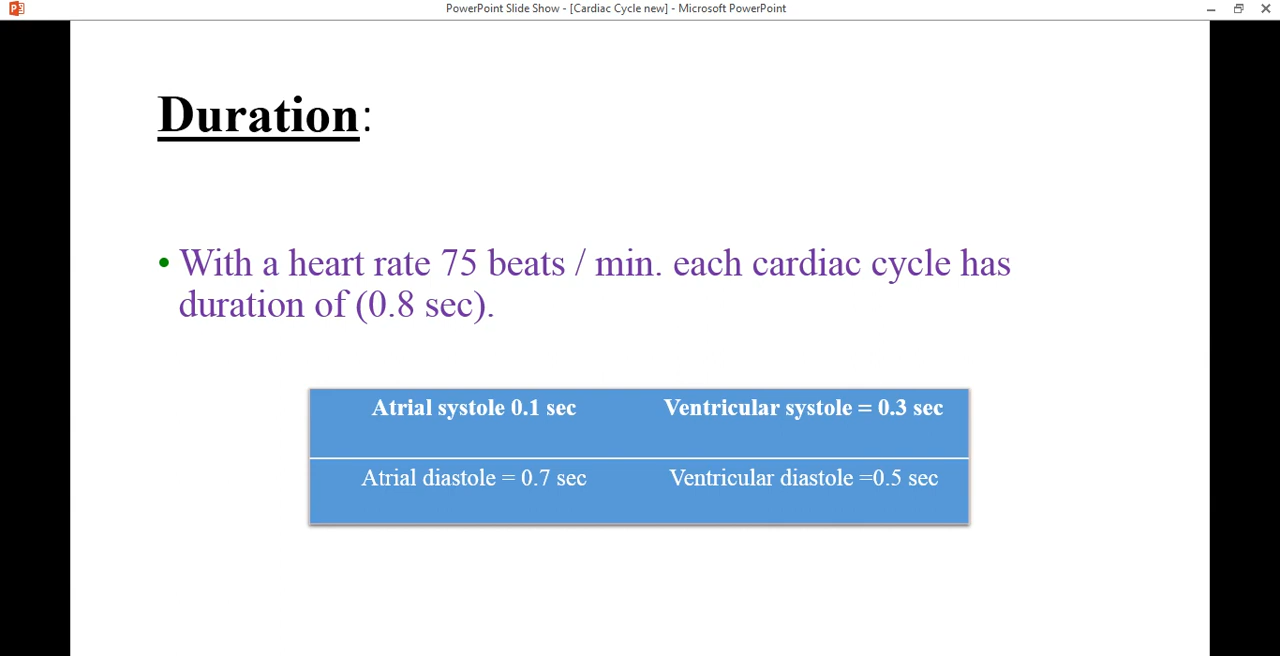 PowerPoint Slide Show - [Cardiac Cycle new] - Microsoft PowerPoint
Duration:
• With a heart rate 75 beats / min. each cardiac cycle has
duration of (0.8 sec).
Atrial systole 0.1 sec Ventricular systole = 0.3 sec
Atrial diastole = 0.7 sec Ventricular diastole =0.5 sec